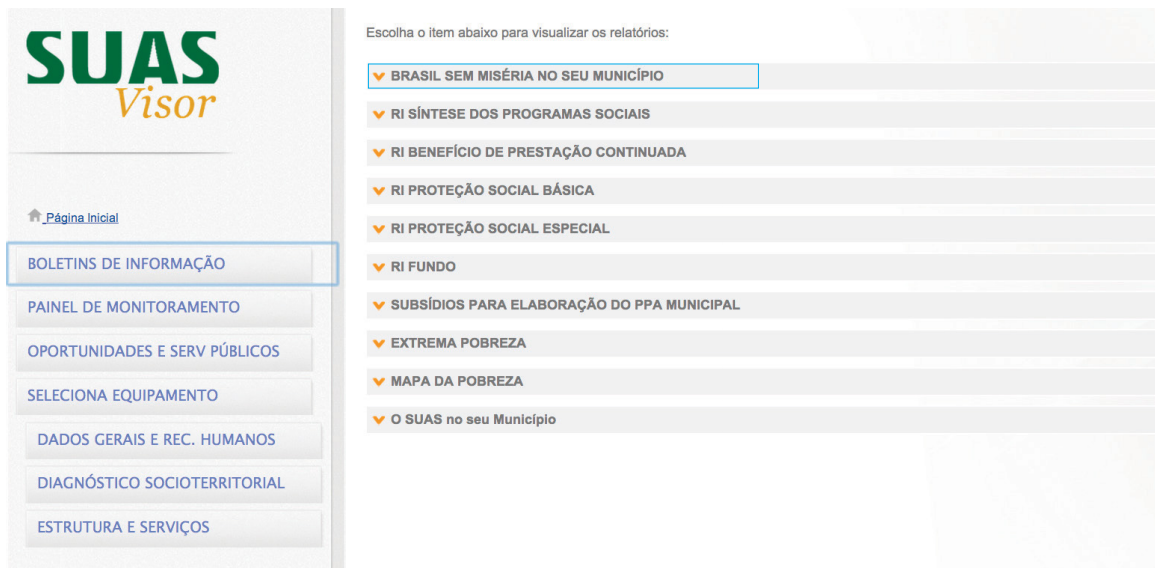 SUAS
Visor
Página Inicial
BOLETINS DE INFORMAÇÃO
PAINEL DE MONITORAMENTO
OPORTUNIDADES E SERV PÚBLICOS
SELECIONA EQUIPAMENTO
DADOS GERAIS E REC. HUMANOS
DIAGNÓSTICO SOCIOTERRITORIAL
ESTRUTURA E SERVIÇOS
Escolha o item abaixo para visualizar os relatórios:
BRASIL SEM MISÉRIA NO SEU MUNICÍPIO
RI SÍNTESE DOS PROGRAMAS SOCIAIS
RI BENEFÍCIO DE PRESTAÇÃO CONTINUADA
RI PROTEÇÃO SOCIAL BÁSICA
RI PROTEÇÃO SOCIAL ESPECIAL
RI FUNDO
SUBSÍDIOS PARA ELABORAÇÃO DO PPA MUNICIPAL
EXTREMA POBREZA
MAPA DA POBREZA
O SUAS no seu Município